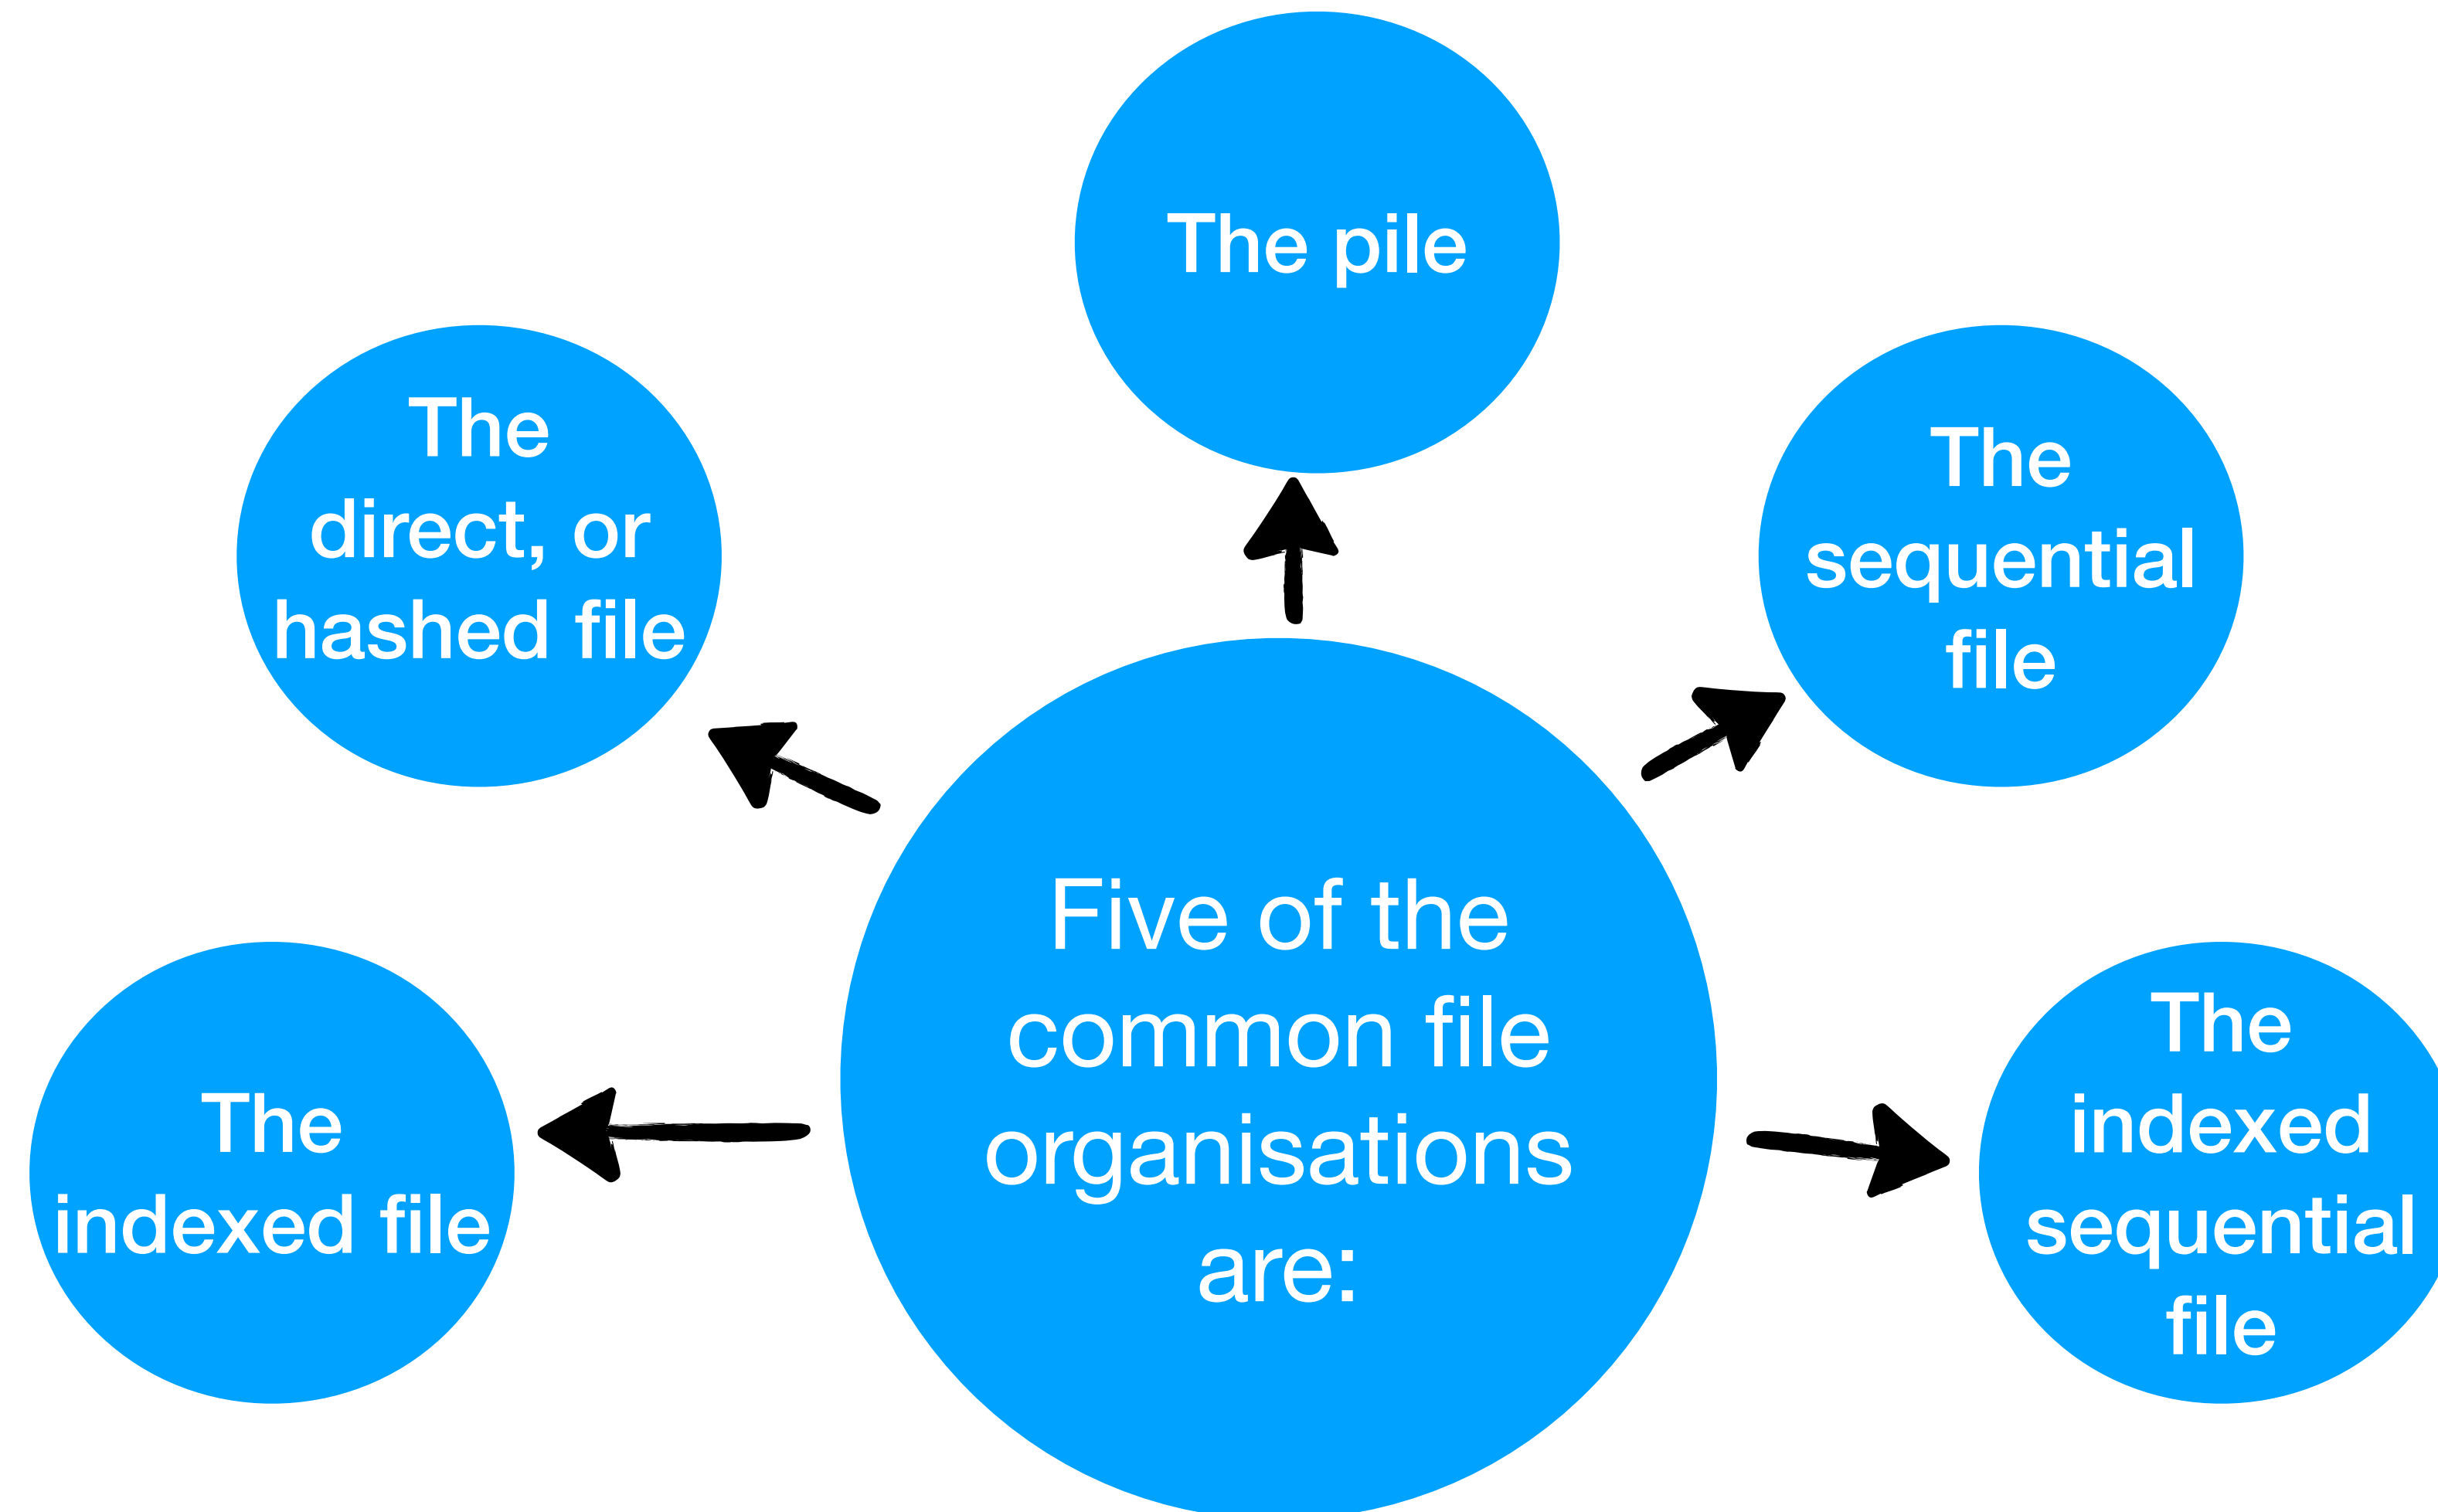 The pile
The
direct, or
hashed file
The
sequential
file
Five of the
common file
organisations
are:
The
indexed file
The
indexed
sequential
file